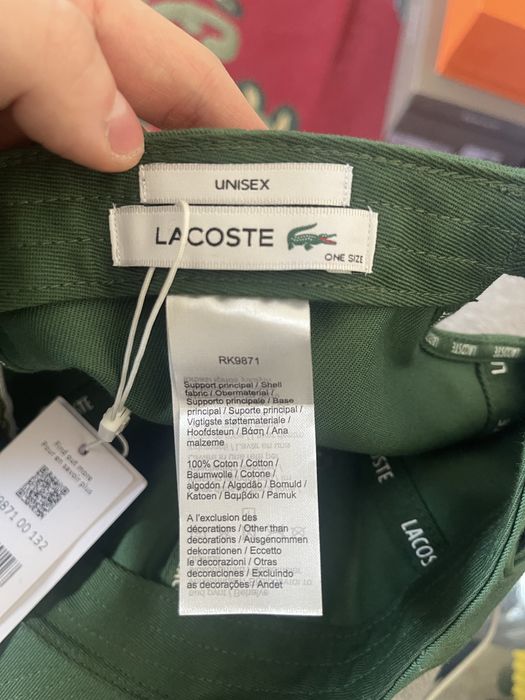 UNISEX
LACOSTE
ONE SIZE
RK9871
Support principal / Shell
fabric / Obermaterial /
Supporto principale / Base
principal / Suporte principal /
Vigtigste støttemateriale /
Hoofdsteun / Βάση / Ana
malzeme
100% Coton / Cotton /
Baumwolle / Cotone /
algodón / Algodão / Bomuld /
Katoen / Βαμβάκι / Pamuk
A l'exclusion des
décorations / Other than
decorations / Ausgenommen
dekorationen / Eccetto
le decorazioni / Otras
decoraciones / Excluindo
as decorações / Andet
Find out more
Pour en savoir plus
9871 00 132
LACOSTE
LACOS